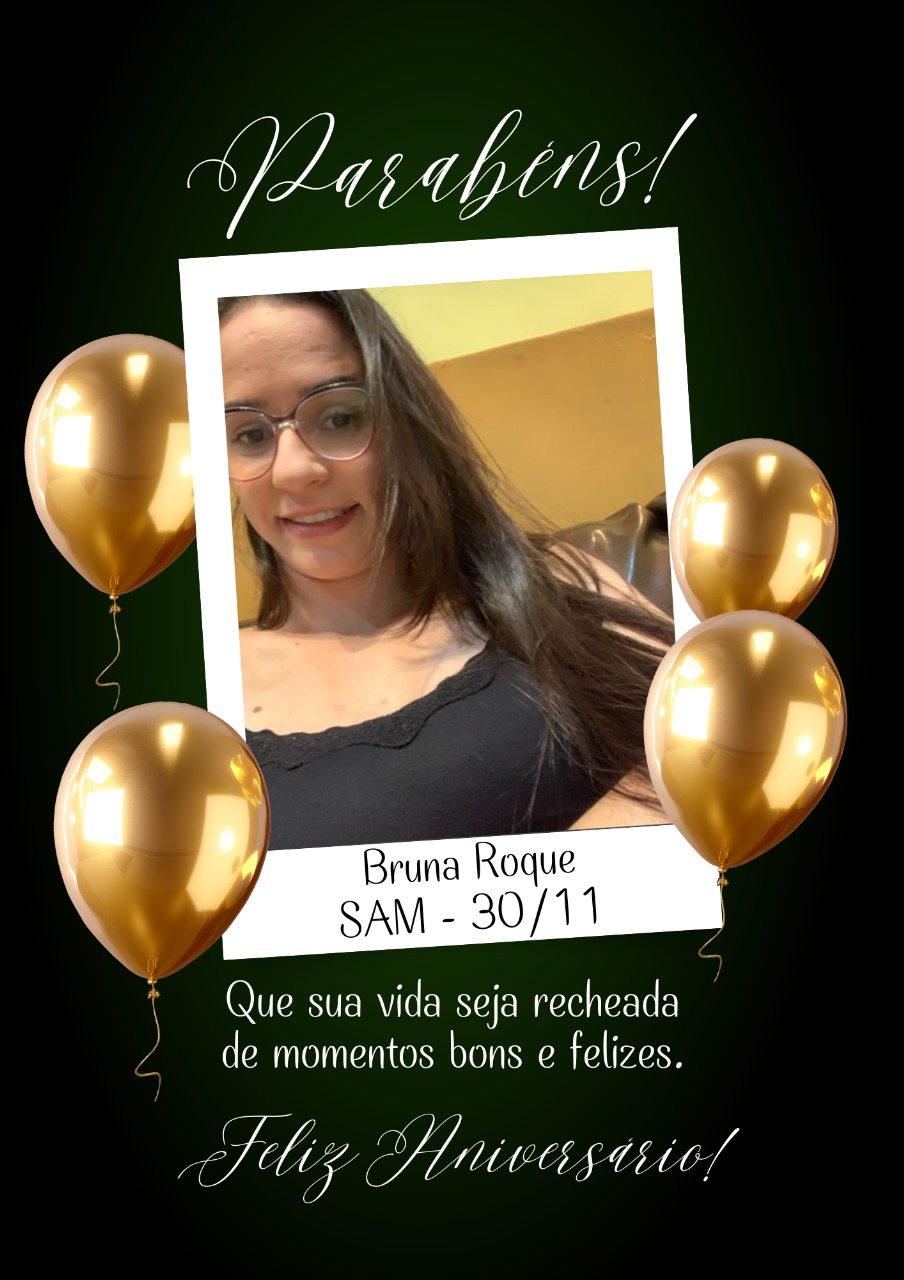 Parabéns!
Bruna Roque
SAM - 30/11
Que sua vida seja recheada
de momentos bons e felizes.
Feliz Aniversário!